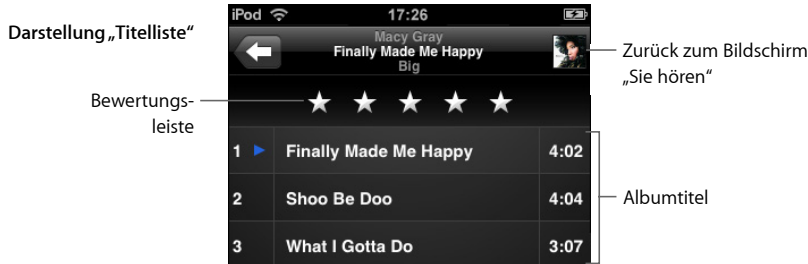 Darstellung „Titelliste“
iPod 17:26
Macy Gray
Finally Made Me Happy
Big
Zurück zum Bildschirm
„Sie hören“
Bewertungs-
leiste
1 Finally Made Me Happy 4:02
2 Shoo Be Doo 4:04
Albumtitel
3 What I Gotta Do 3:07